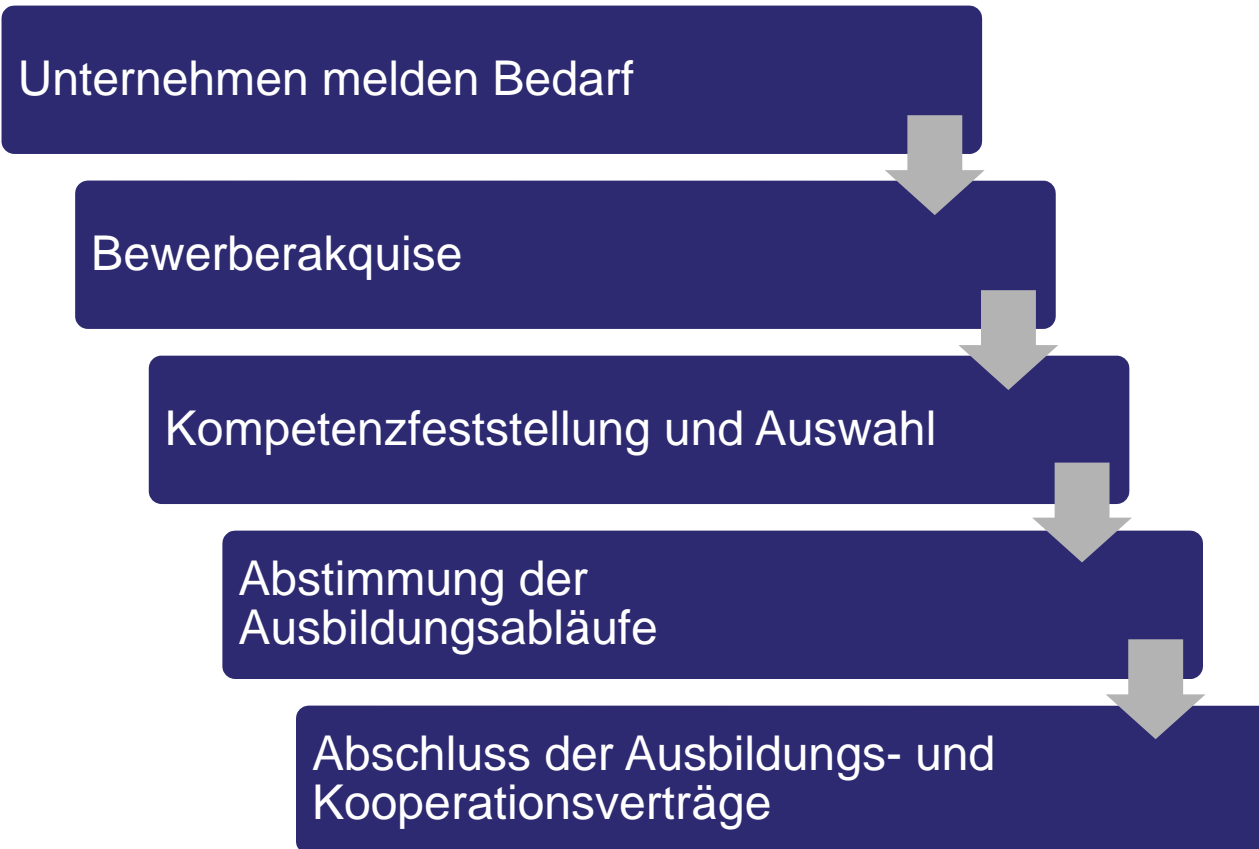 Unternehmen melden Bedarf
Bewerberakquise
Kompetenzfeststellung und Auswahl
Abstimmung der
Ausbildungsabläufe
Abschluss der Ausbildungs- und
Kooperationsverträge